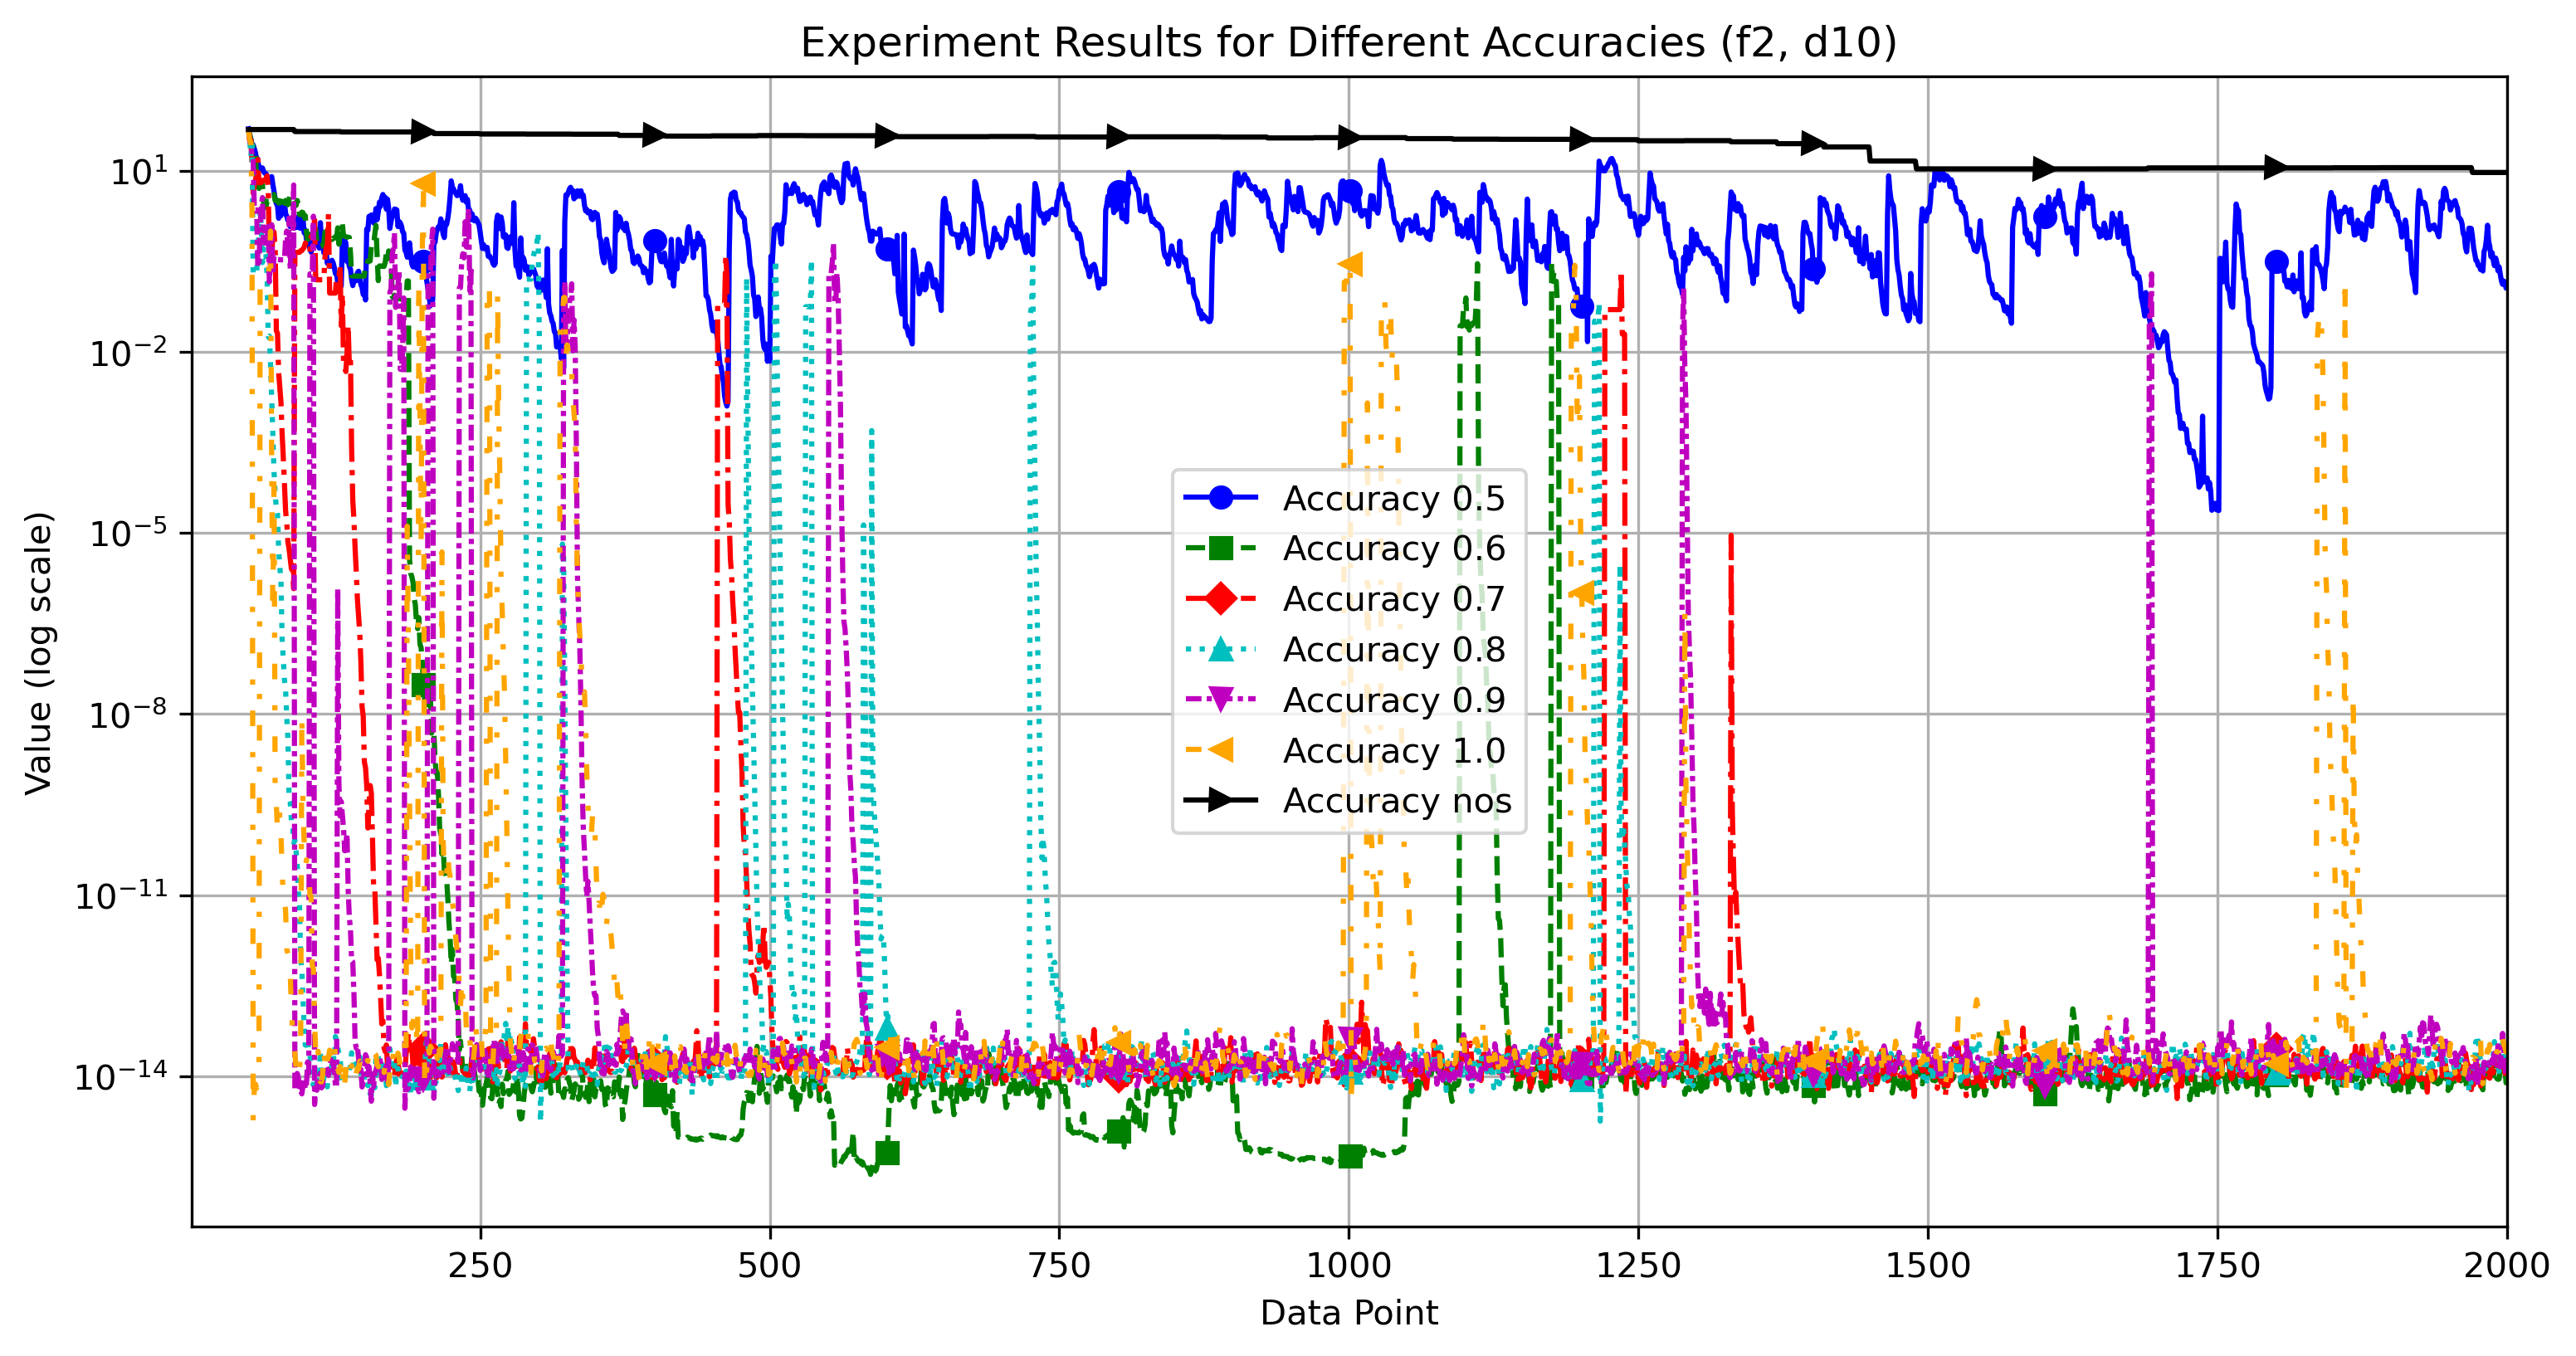 Experiment Results for Different Accuracies (f2, d10)
Value (log scale)
10^1
10^−2
10^−5
10^−8
10^−11
10^−14
Accuracy 0.5
Accuracy 0.6
Accuracy 0.7
Accuracy 0.8
Accuracy 0.9
Accuracy 1.0
Accuracy nos
250 500 750 1000 1250 1500 1750 2000
Data Point